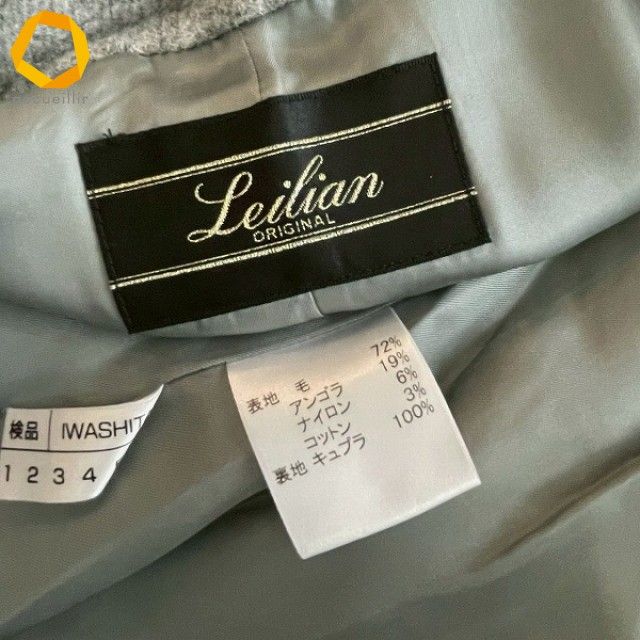 cueillir
Leilian
ORIGINAL
表地 毛 72%
アンゴラ 19%
ナイロン 6%
コットン 3%
裏地 キュプラ 100%
検品 IWASHIT
1 2 3 4